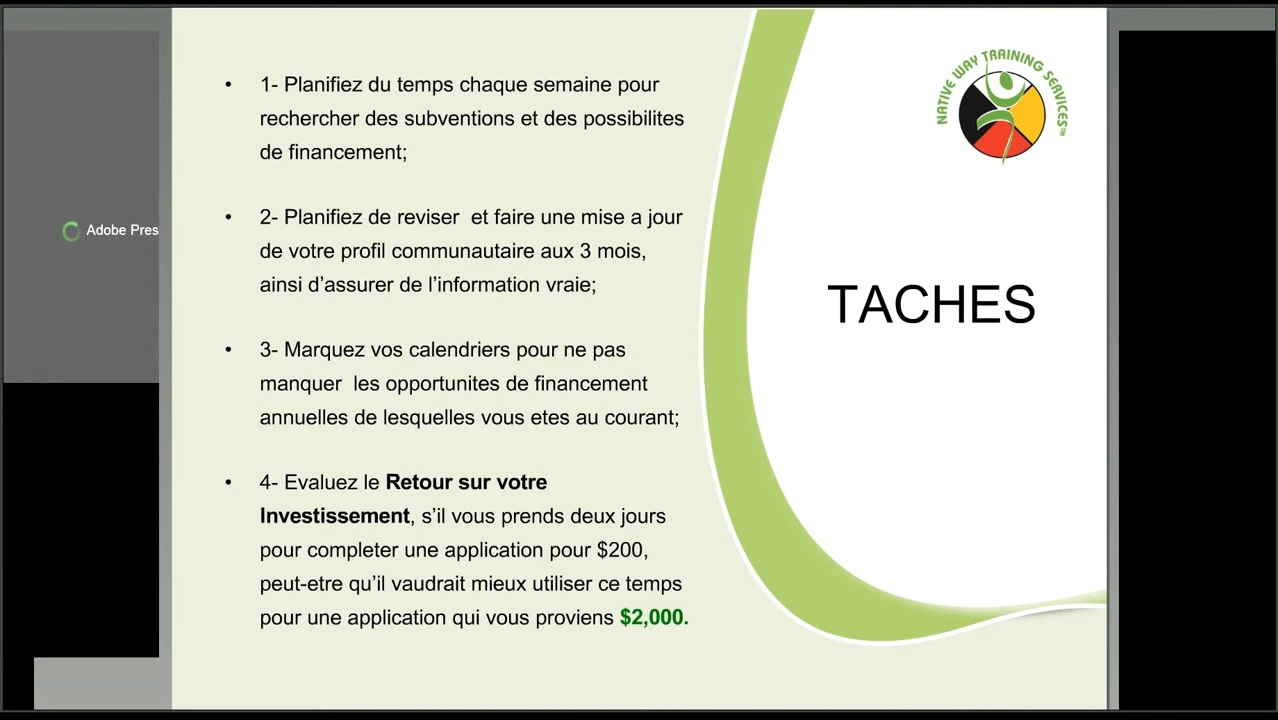 • 1- Planifiez du temps chaque semaine pour
rechercher des subventions et des possibilites
de financement;
• 2- Planifiez de reviser  et faire une mise a jour
de votre profil communautaire aux 3 mois,
ainsi d’assurer de l’information vraie;
• 3- Marquez vos calendriers pour ne pas
manquer  les opportunites de financement
annuelles de lesquelles vous etes au courant;
• 4- Evaluez le Retour sur votre
Investissement, s’il vous prends deux jours
pour completer une application pour $200,
peut-etre qu’il vaudrait mieux utiliser ce temps
pour une application qui vous proviens $2,000.
NATIVE WAY TRAINING SERVICES™
TACHES
Adobe Pres